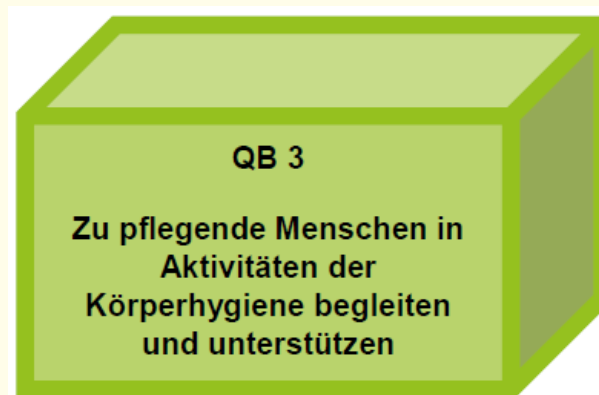 QB 3
Zu pflegende Menschen in
Aktivitäten der
Körperhygiene begleiten
und unterstützen